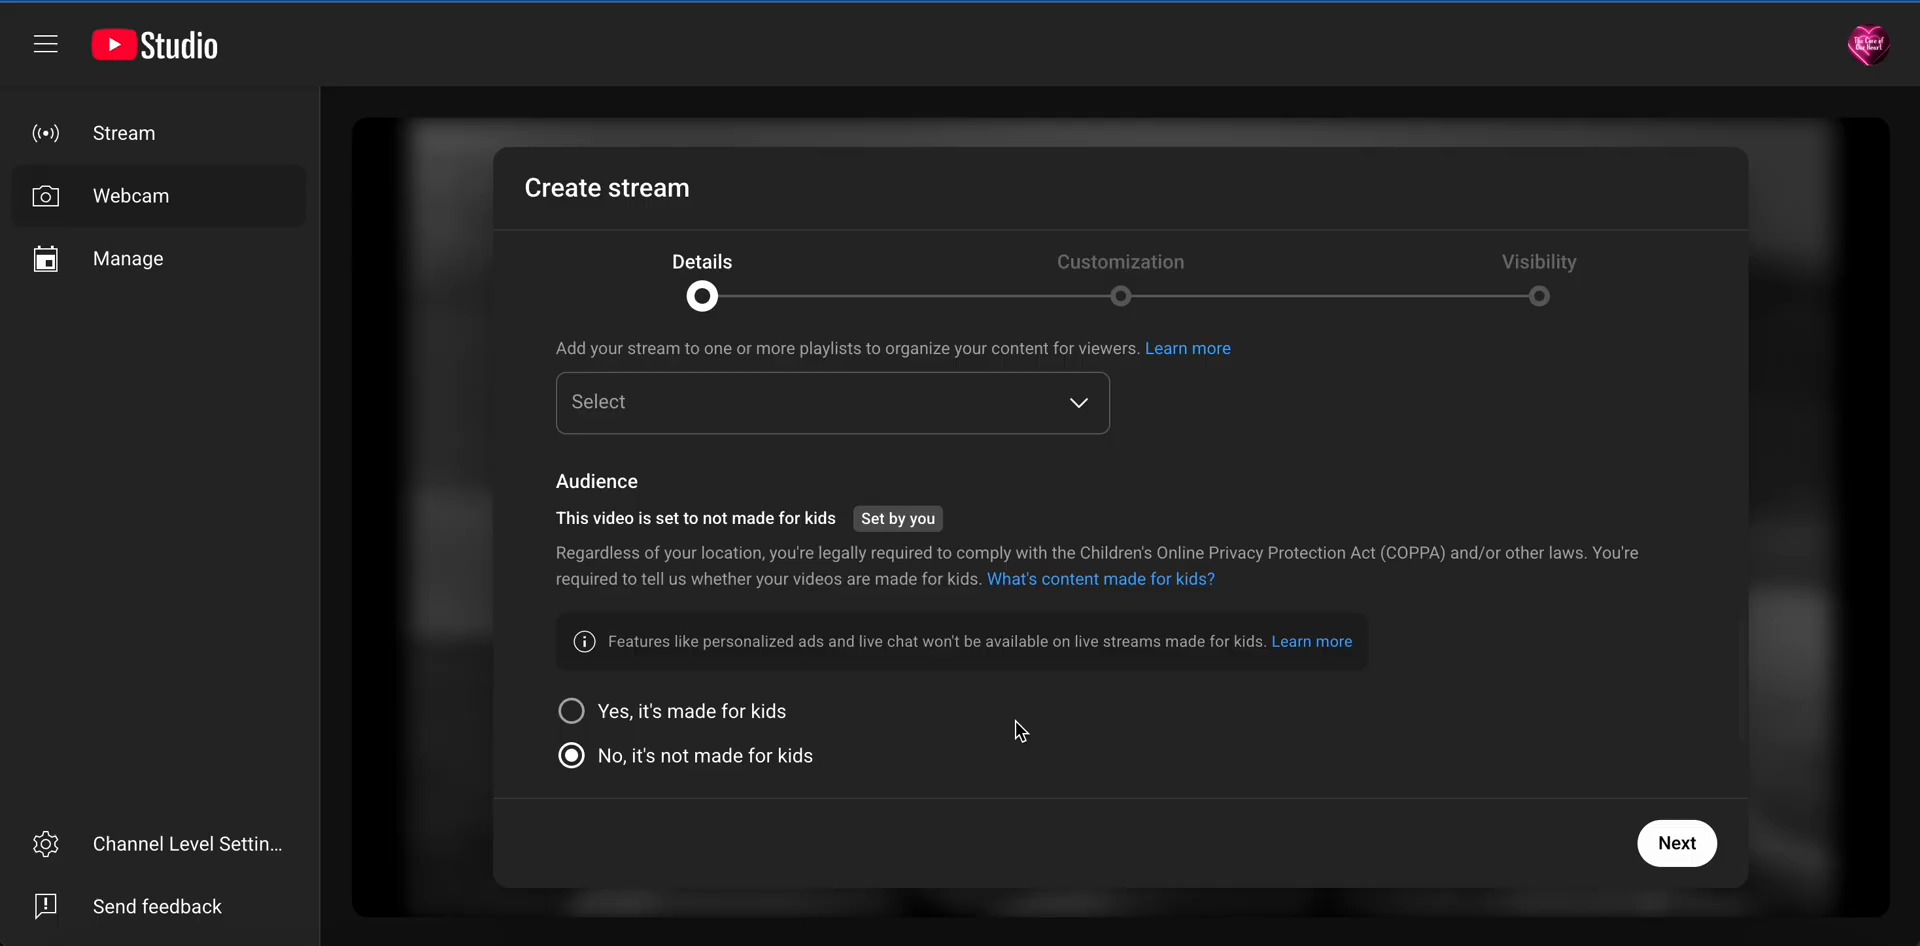 Studio
The Core of
Our Heart
Stream
Webcam
Manage
Create stream
Details
Customization
Visibility
Add your stream to one or more playlists to organize your content for viewers. Learn more
Select
Audience
This video is set to not made for kids Set by you
Regardless of your location, you're legally required to comply with the Children's Online Privacy Protection Act (COPPA) and/or other laws. You're
required to tell us whether your videos are made for kids. What's content made for kids?
Features like personalized ads and live chat won't be available on live streams made for kids. Learn more
Yes, it's made for kids
No, it's not made for kids
Next
Channel Level Settin...
Send feedback